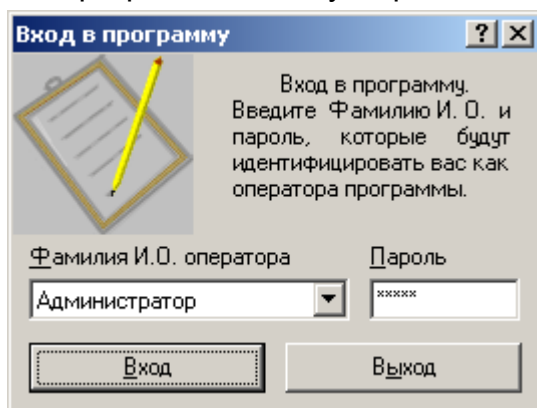 Вход в программу
Вход в программу.
Введите Фамилию И. О. и
пароль, которые будут
идентифицировать вас как
оператора программы.
Фамилия И.О. оператора Пароль
Администратор xxxxx
Вход Выход